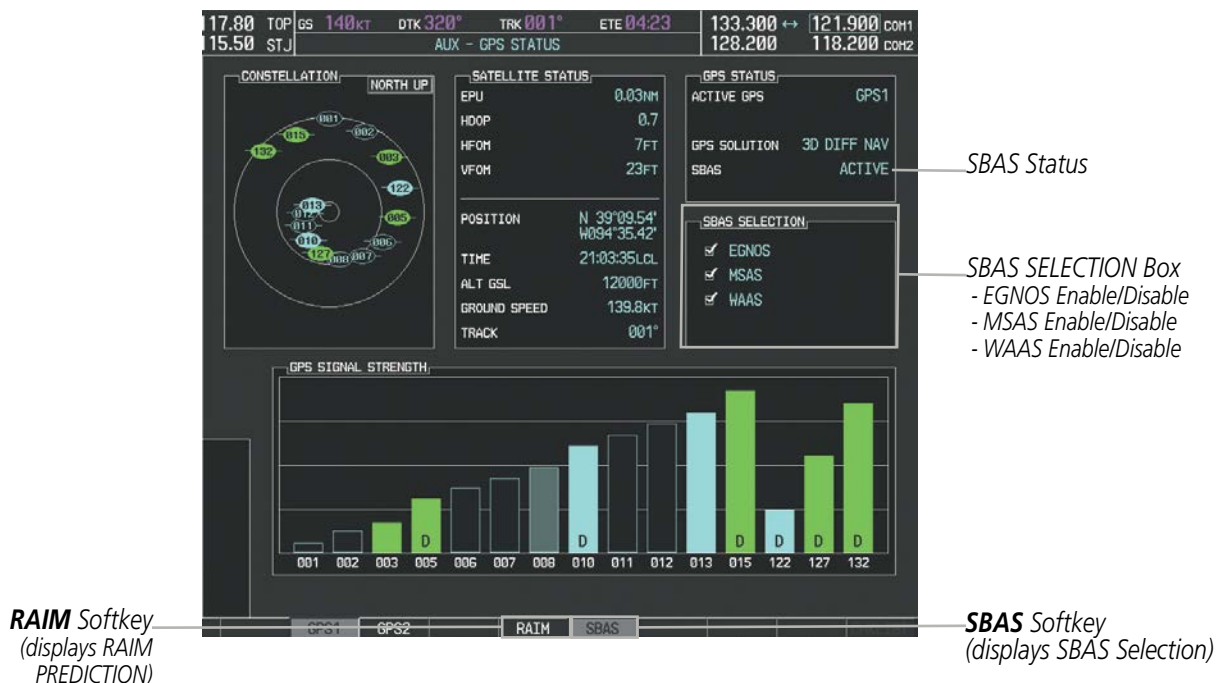 117.80 TOP GS 140KT DTK 320° TRK 001° ETE 04:23 133.300 ↔ 121.900 COM1
115.50 STJ AUX - GPS STATUS 128.200 118.200 COM2
CONSTELLATION
NORTH UP
001
002
015
132
003
122
013
012
005
011
010
006
127
008
007
SATELLITE STATUS
EPU 0.03NM
HDOP 0.7
HFOM 7FT
VFOM 23FT
POSITION N 39°09.54'
W094°35.42'
TIME 21:03:35LCL
ALT GSL 12000FT
GROUND SPEED 139.8KT
TRACK 001°
GPS STATUS
ACTIVE GPS GPS1
GPS SOLUTION 3D DIFF NAV
SBAS ACTIVE
SBAS SELECTION
EGNOS
MSAS
WAAS
SBAS Status
SBAS SELECTION Box
- EGNOS Enable/Disable
- MSAS Enable/Disable
- WAAS Enable/Disable
GPS SIGNAL STRENGTH
D D D D D D
001 002 003 005 006 007 008 010 011 012 013 015 122 127 132
GPS1 GPS2 RAIM SBAS
RAIM Softkey
(displays RAIM
PREDICTION)
SBAS Softkey
(displays SBAS Selection)